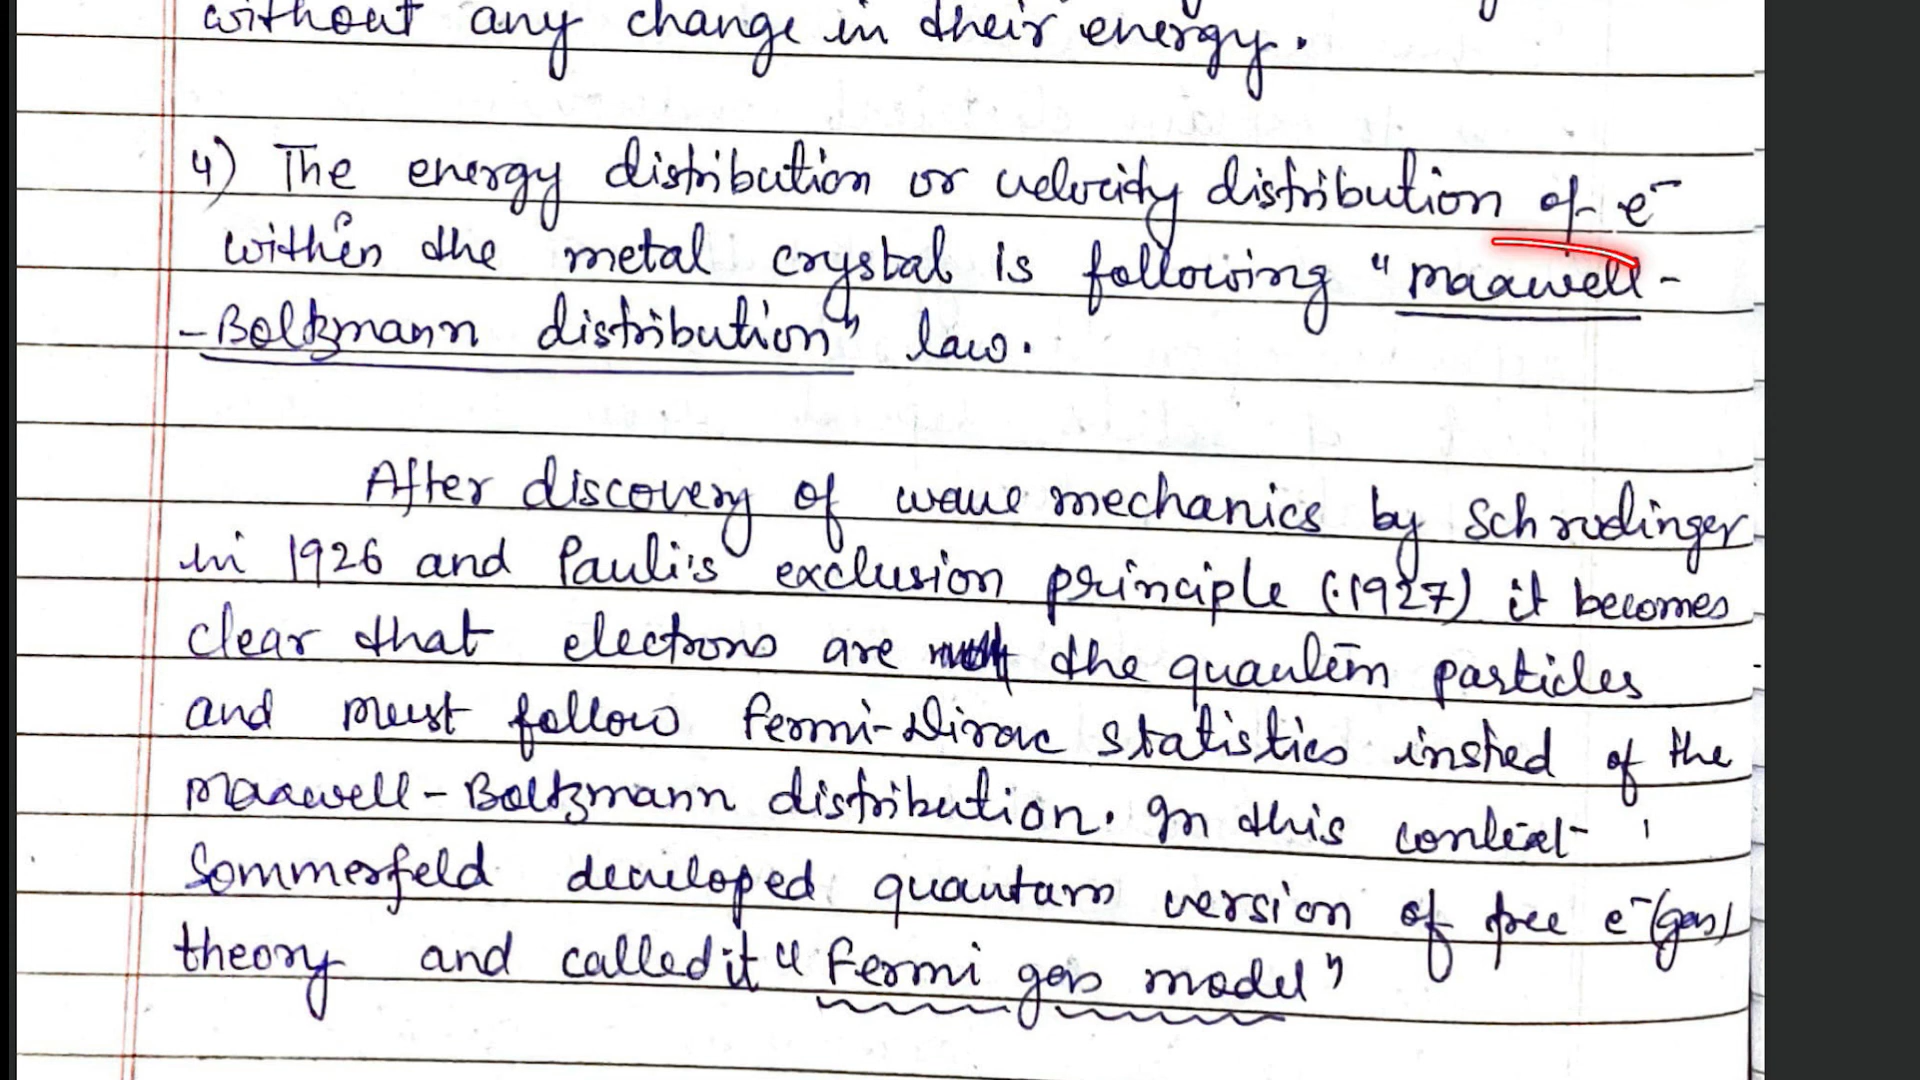 without any change in their energy.
4) The energy distribution or velocity distribution of e⁻
within the metal crystal is following "Maxwell-
-Boltzmann distribution" law.
After discovery of wave mechanics by Schrodinger
in 1926 and Pauli's exclusion principle (1927) it becomes
clear that electrons are the quantum particles
and must follow Fermi-Dirac statistics insted of the
Maxwell-Boltzmann distribution. In this context
Sommerfeld developed quantum version of free e⁻(gas)
theory and called it "Fermi gas model"